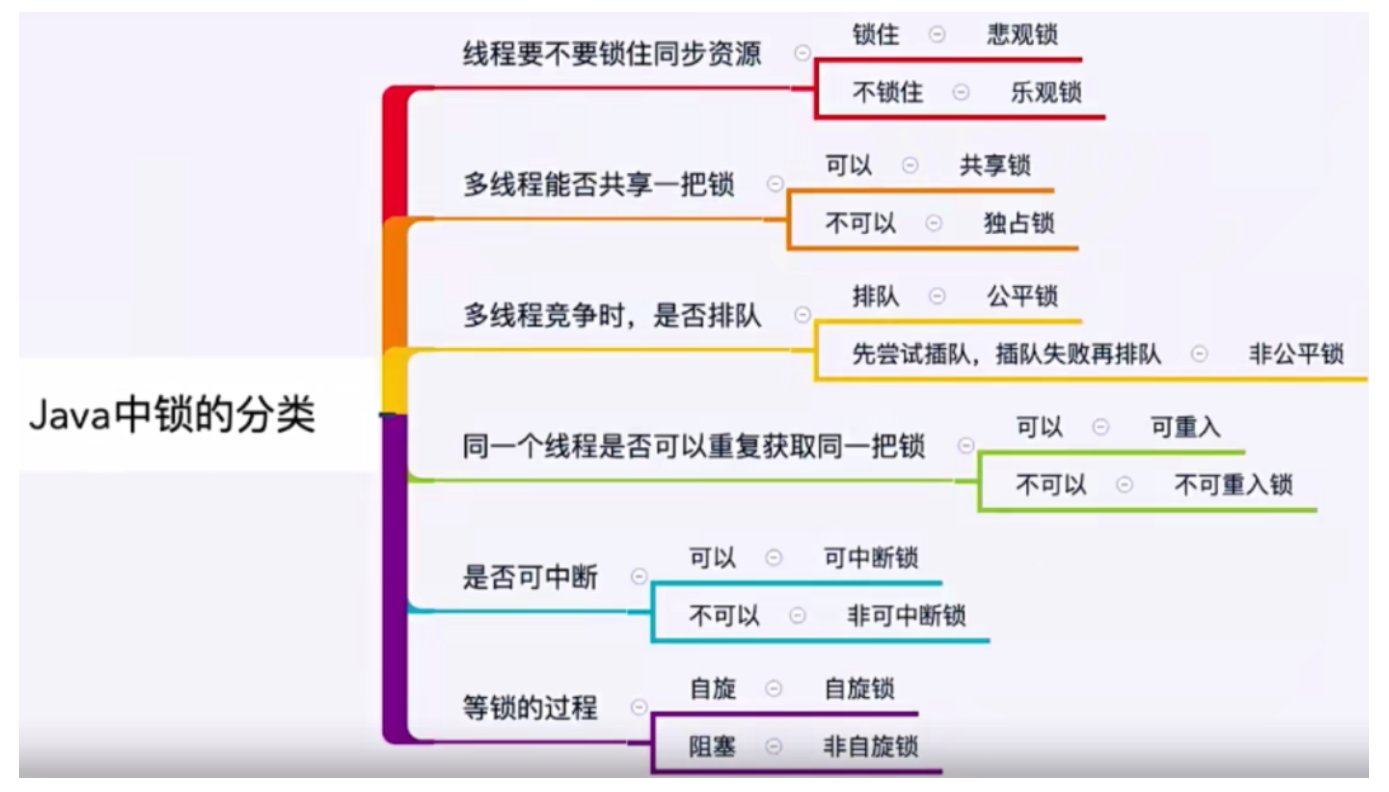 Java中锁的分类
线程要不要锁住同步资源
锁住
悲观锁
不锁住
乐观锁
多线程能否共享一把锁
可以
共享锁
不可以
独占锁
多线程竞争时，是否排队
排队
公平锁
先尝试插队，插队失败再排队
非公平锁
同一个线程是否可以重复获取同一把锁
可以
可重入
不可以
不可重入锁
是否可中断
可以
可中断锁
不可以
非可中断锁
等锁的过程
自旋
自旋锁
阻塞
非自旋锁